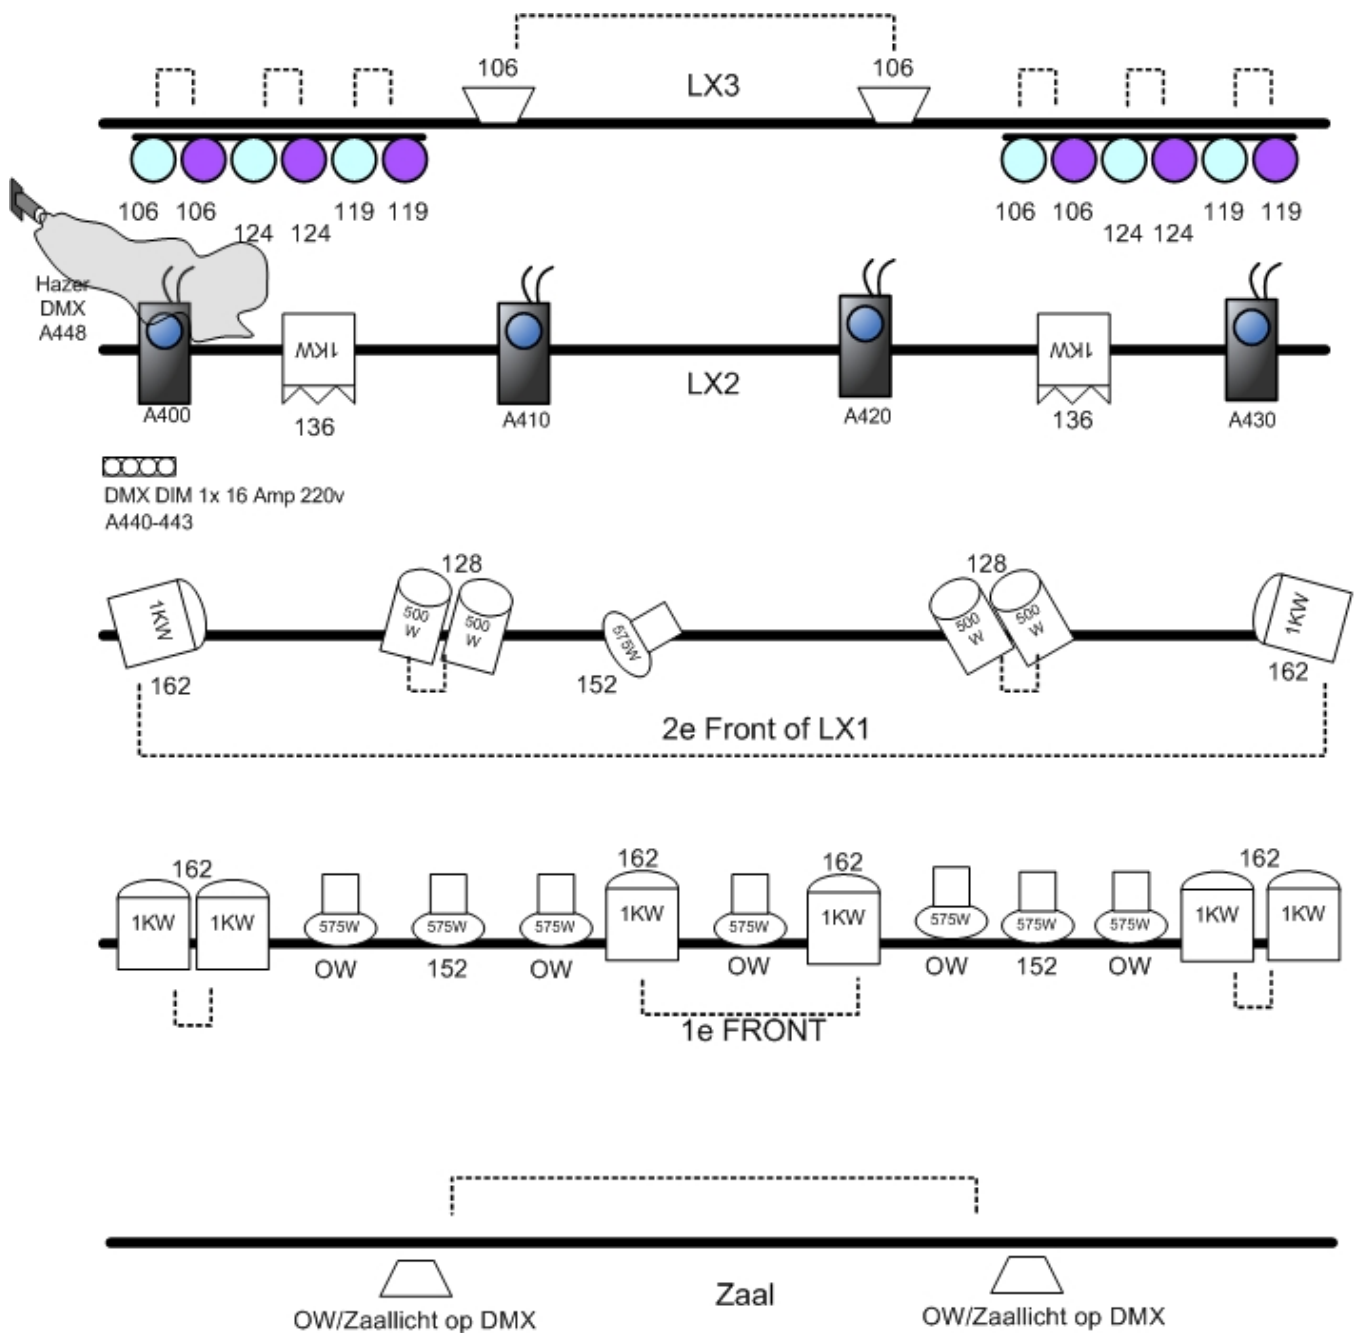 106 106
LX3
106 106 124 124 119 119 106 106 124 124 119 119
Hazer
DMX
A448
1KW 1KW
LX2
A400 136 A410 A420 136 A430
DMX DIM 1x 16 Amp 220v
A440-443
128 128
1KW 500 W 500 W 575W 500 W 500 W 1KW
162 152 162
2e Front of LX1
162 162 162 162
1KW 1KW 575W 575W 575W 1KW 575W 1KW 575W 575W 575W 1KW 1KW
OW 152 OW OW OW 152 OW
1e FRONT
Zaal
OW/Zaallicht op DMX OW/Zaallicht op DMX